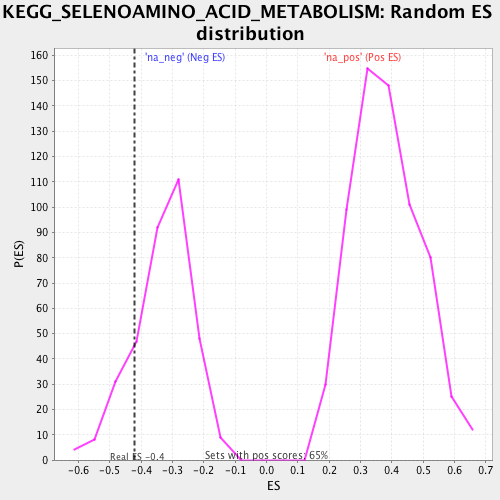 KEGG_SELENOAMINO_ACID_METABOLISM: Random ES
distribution
'na_neg' (Neg ES)
'na_pos' (Pos ES)
160
150
140
130
120
110
100
90
80
70
60
50
40
30
20
10
0
P(ES)
Real ES -0.4
Sets with pos scores: 65%
-0.6 -0.5 -0.4 -0.3 -0.2 -0.1 0.0 0.1 0.2 0.3 0.4 0.5 0.6 0.7
ES